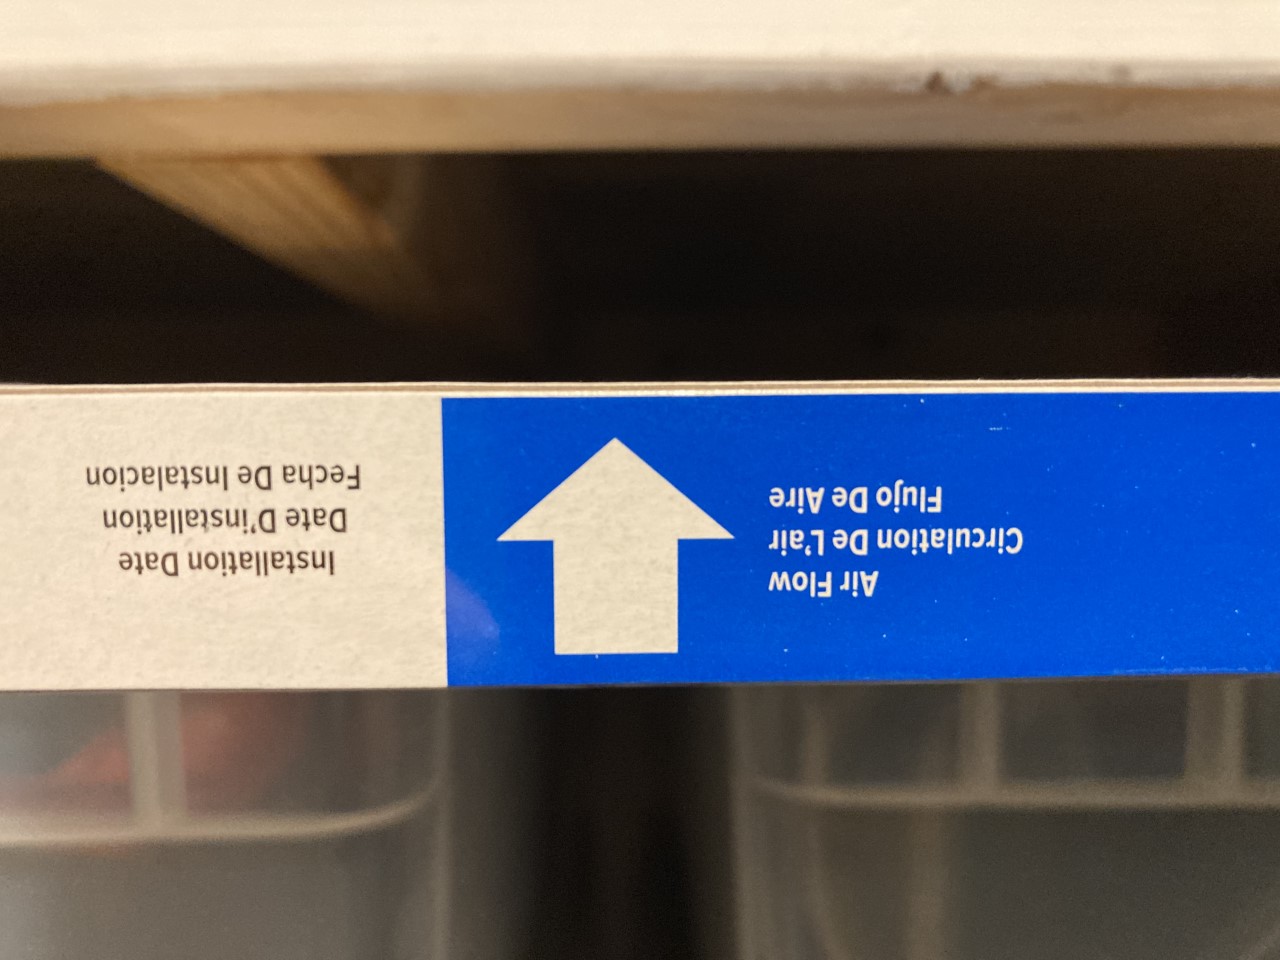 Air Flow
Circulation De L'air
Flujo De Aire
Installation Date
Date D'installation
Fecha De Instalacion